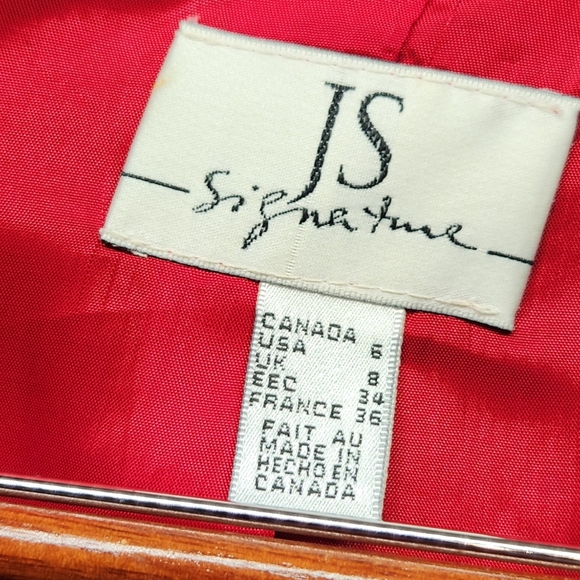 JS
Signature
CANADA
USA 6
UK 8
EEC 34
FRANCE 36
FAIT AU
MADE IN
HECHO EN
CANADA